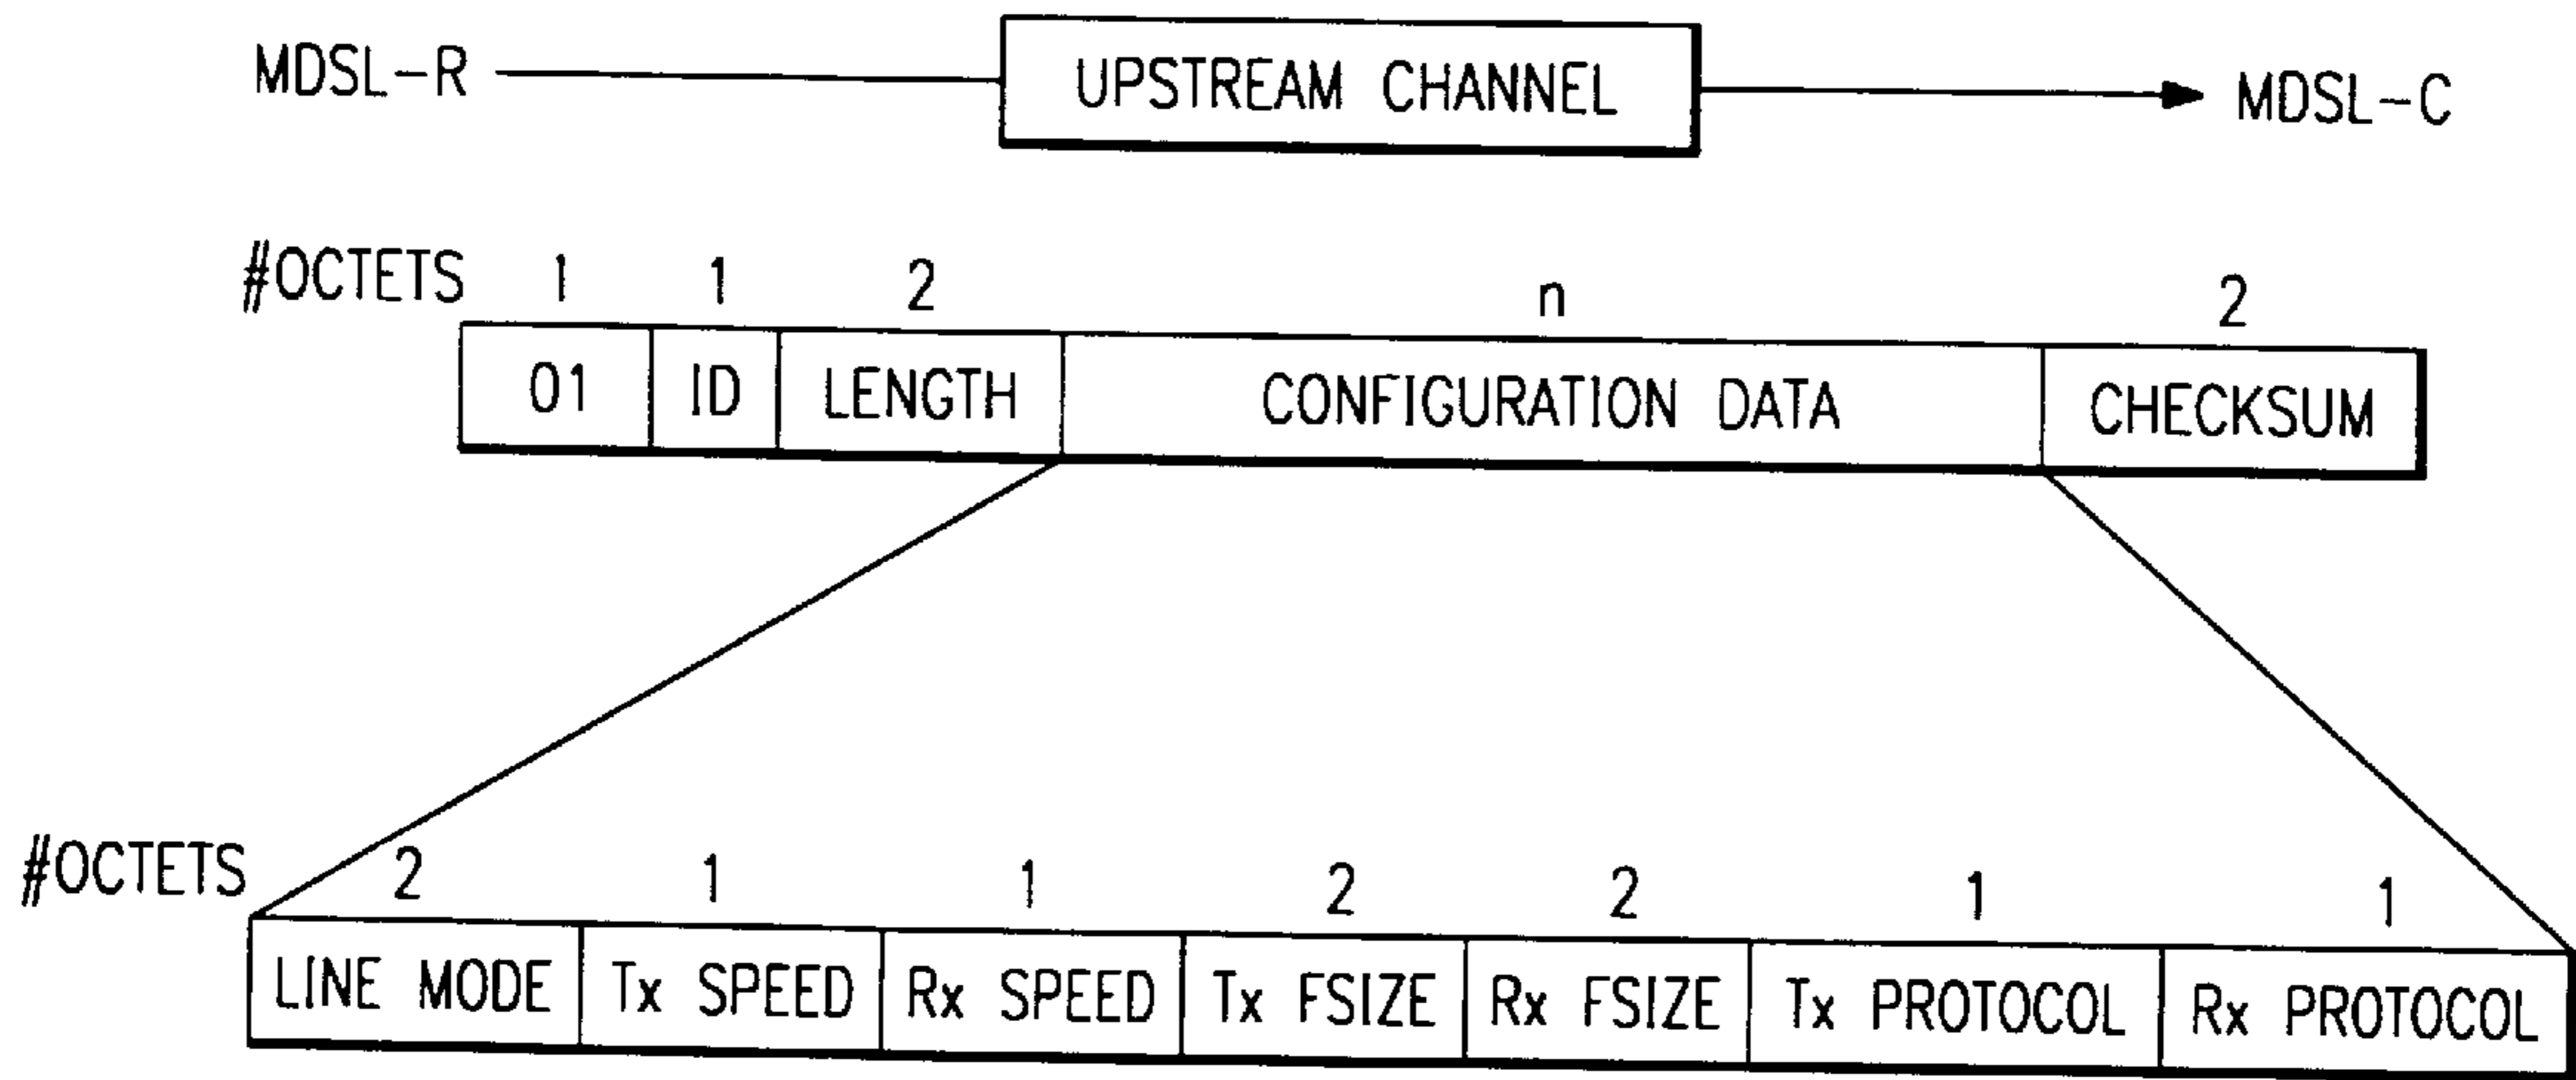 MDSL-R UPSTREAM CHANNEL MDSL-C
#OCTETS 1 1 2 n 2
01 ID LENGTH CONFIGURATION DATA CHECKSUM
#OCTETS 2 1 1 2 2 1 1
LINE MODE Tx SPEED Rx SPEED Tx FSIZE Rx FSIZE Tx PROTOCOL Rx PROTOCOL